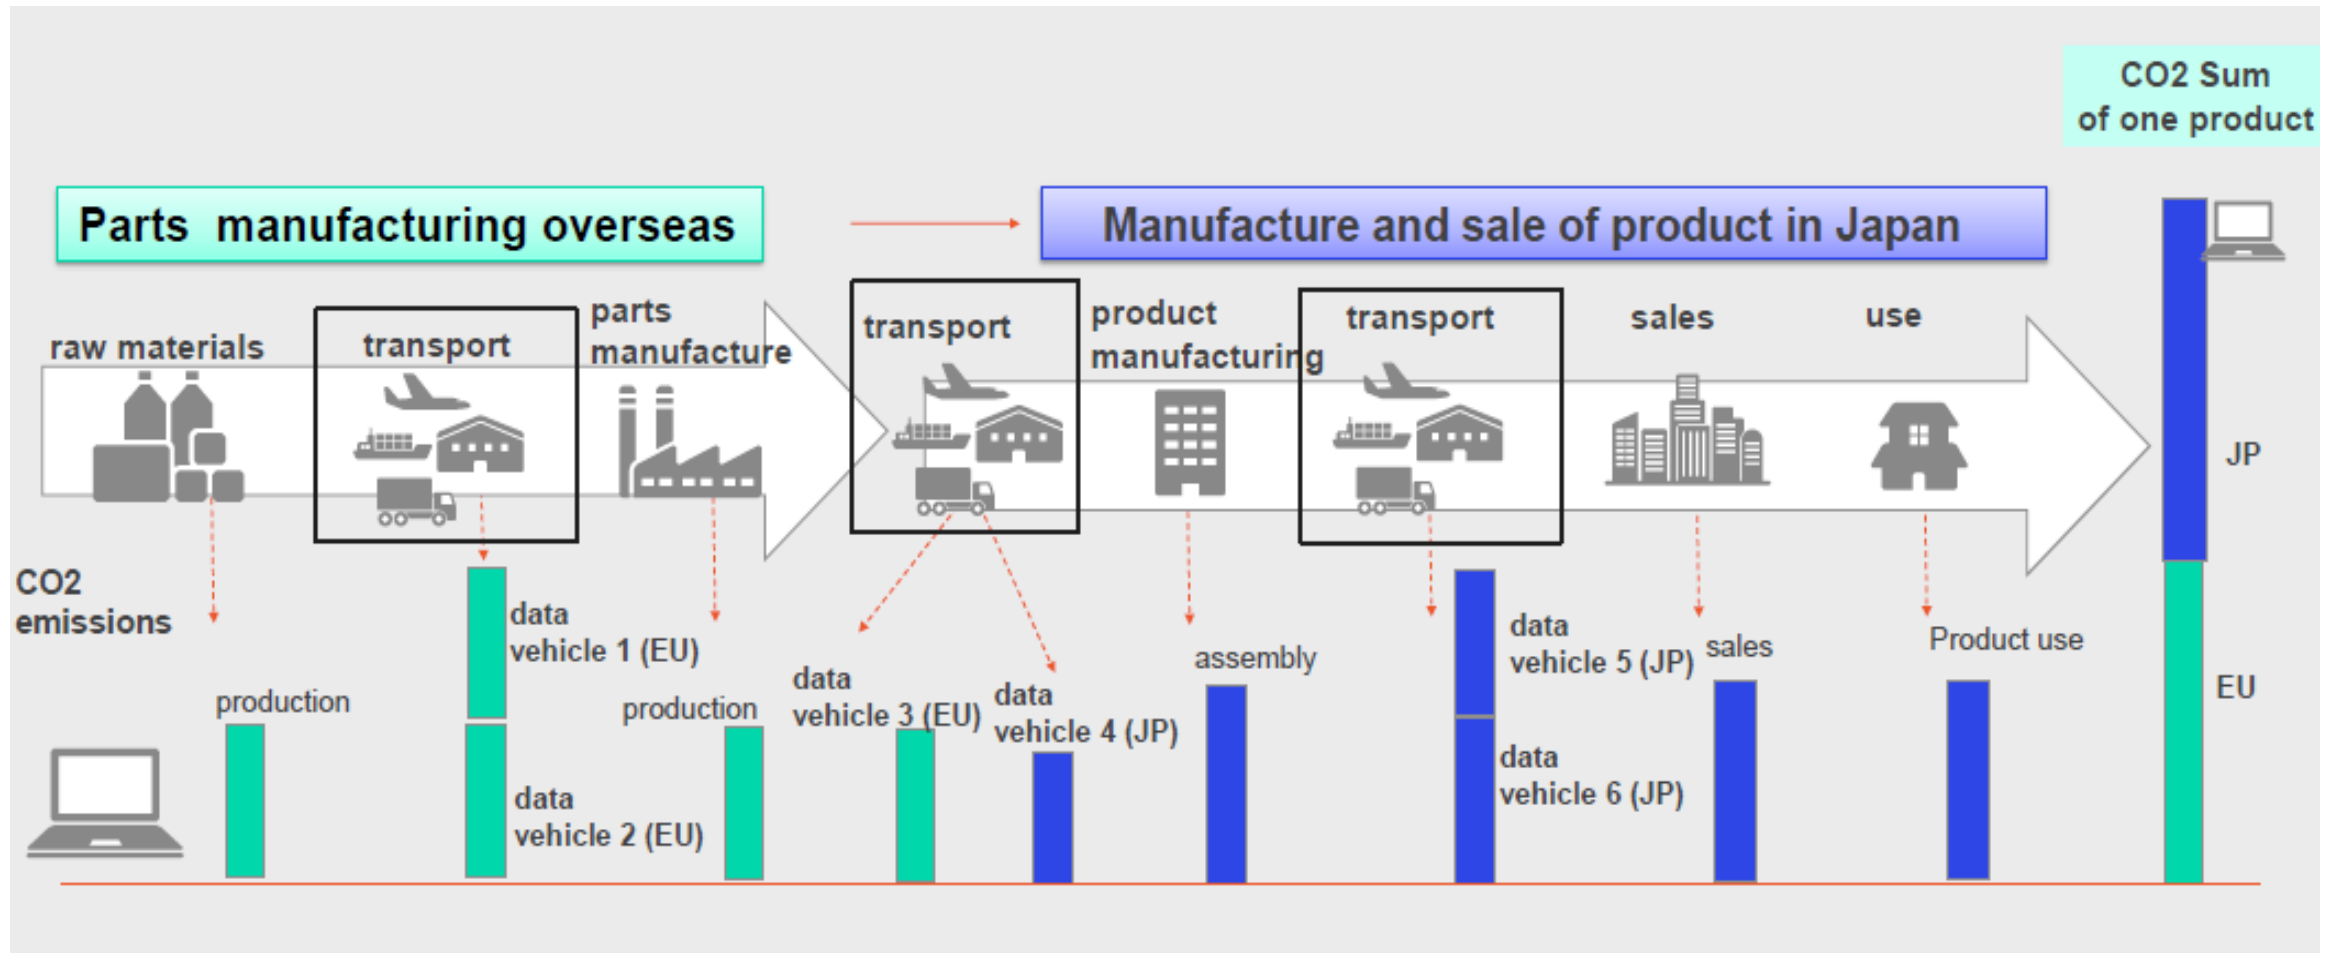 CO2 Sum
of one product
Parts manufacturing overseas
Manufacture and sale of product in Japan
raw materials
transport
parts
manufacture
transport
product
manufacturing
transport
sales
use
JP
EU
CO2
emissions
production
data
vehicle 1 (EU)
data
vehicle 2 (EU)
production
data
vehicle 3 (EU)
data
vehicle 4 (JP)
assembly
data
vehicle 5 (JP)
data
vehicle 6 (JP)
sales
Product use